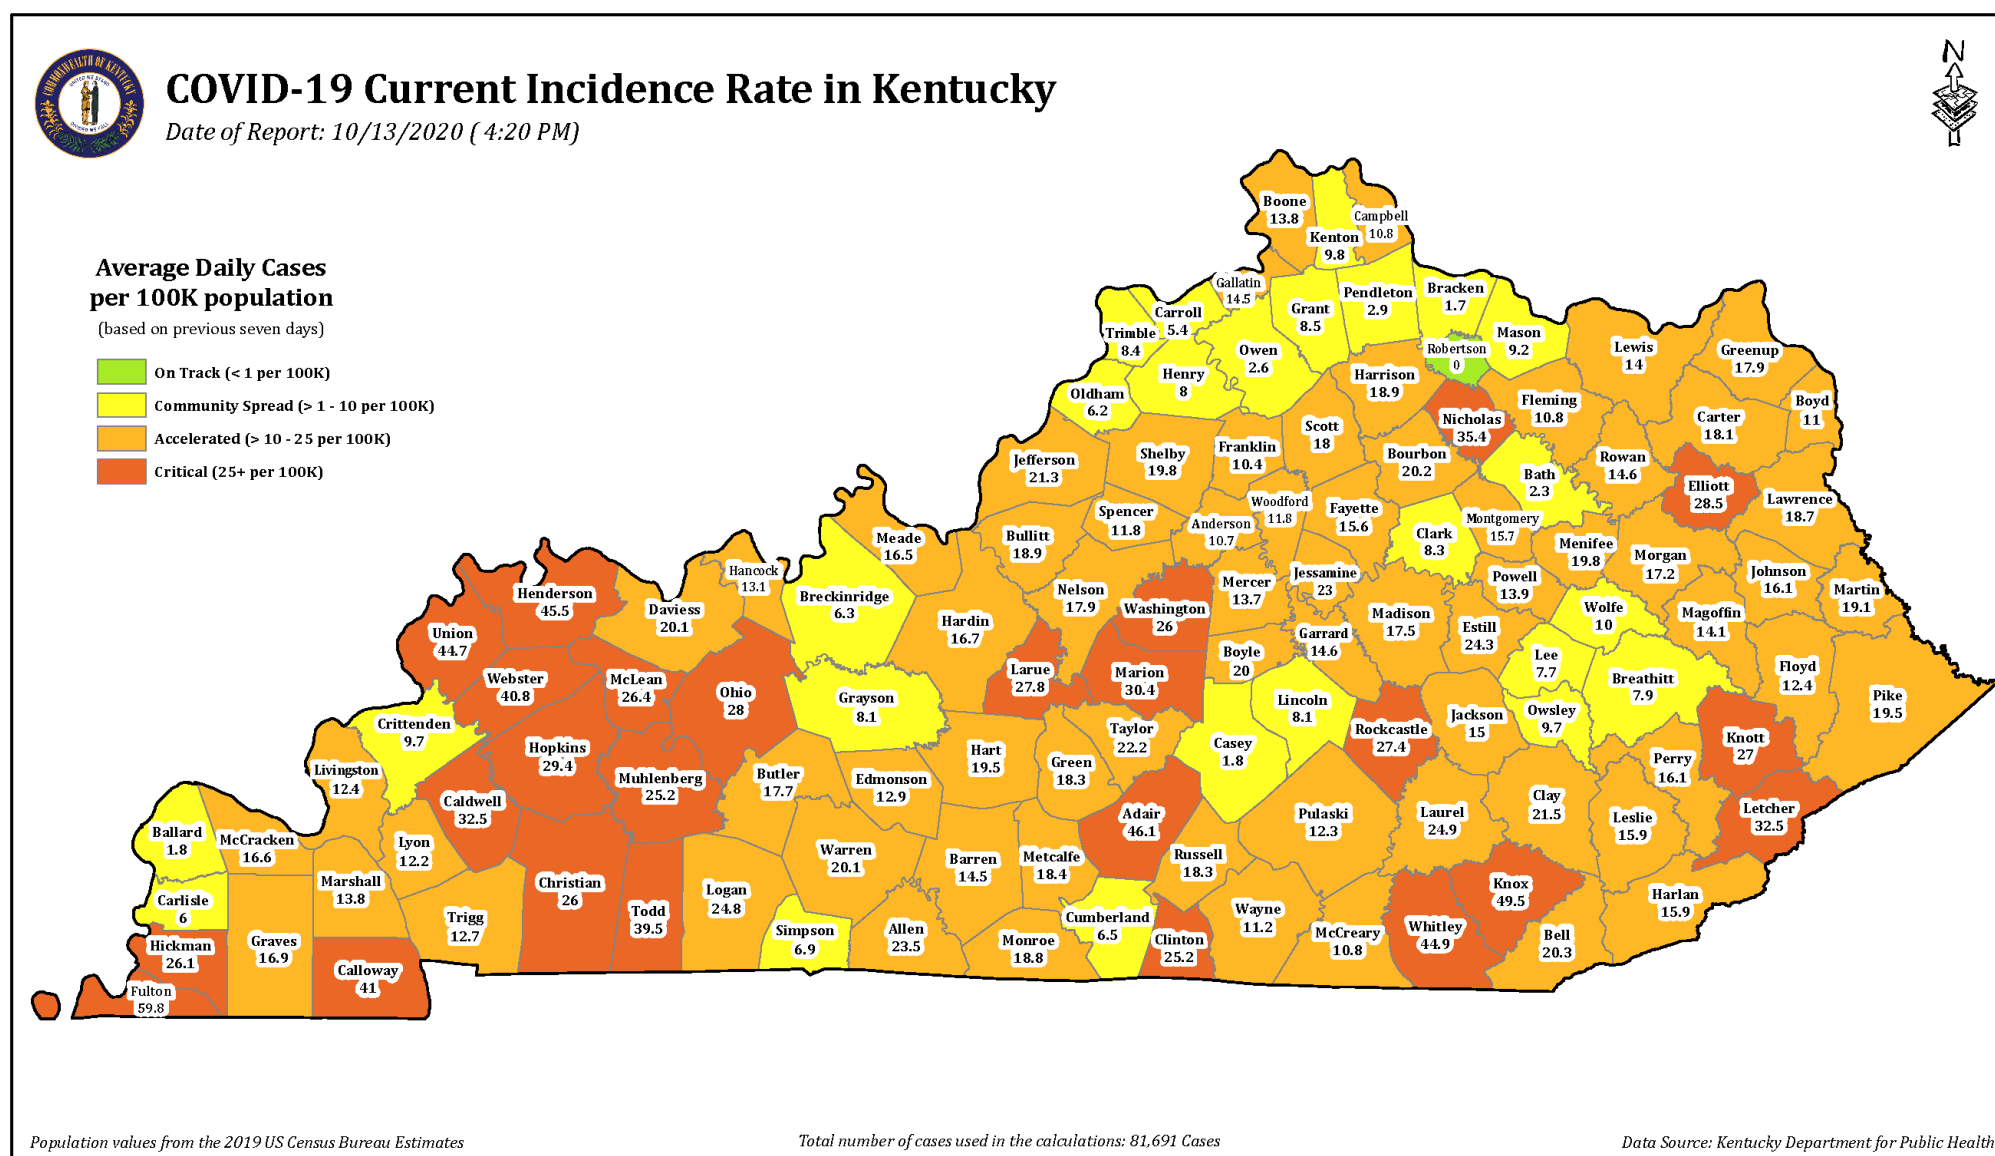 COMMONWEALTH OF KENTUCKY
UNITED WE STAND
DIVIDED WE FALL
COVID-19 Current Incidence Rate in Kentucky
Date of Report: 10/13/2020 ( 4:20 PM)
N
Average Daily Cases
per 100K population
(based on previous seven days)
On Track (< 1 per 100K)
Community Spread (> 1 - 10 per 100K)
Accelerated (> 10 - 25 per 100K)
Critical (25+ per 100K)
Boone
13.8
Kenton
9.8
Campbell
10.8
Gallatin
14.5
Carroll
5.4
Trimble
8.4
Grant
8.5
Pendleton
2.9
Bracken
1.7
Mason
9.2
Robertson
0
Owen
2.6
Henry
8
Oldham
6.2
Lewis
14
Greenup
17.9
Harrison
18.9
Nicholas
35.4
Fleming
10.8
Carter
18.1
Boyd
11
Scott
18
Franklin
10.4
Shelby
19.8
Jefferson
21.3
Bourbon
20.2
Bath
2.3
Rowan
14.6
Elliott
28.5
Lawrence
18.7
Spencer
11.8
Anderson
10.7
Woodford
11.8
Fayette
15.6
Clark
8.3
Montgomery
15.7
Menifee
19.8
Morgan
17.2
Johnson
16.1
Martin
19.1
Bullitt
18.9
Meade
16.5
Hancock
13.1
Breckinridge
6.3
Daviess
20.1
Henderson
45.5
Union
44.7
Webster
40.8
McLean
26.4
Ohio
28
Grayson
8.1
Hardin
16.7
Nelson
17.9
Washington
26
Mercer
13.7
Jessamine
23
Madison
17.5
Powell
13.9
Estill
24.3
Wolfe
10
Magoffin
14.1
Floyd
12.4
Pike
19.5
Larue
27.8
Marion
30.4
Boyle
20
Garrard
14.6
Lee
7.7
Breathitt
7.9
Owsley
9.7
Lincoln
8.1
Rockcastle
27.4
Jackson
15
Knott
27
Perry
16.1
Crittenden
9.7
Livingston
12.4
Hopkins
29.4
Muhlenberg
25.2
Caldwell
32.5
Butler
17.7
Edmonson
12.9
Hart
19.5
Green
18.3
Taylor
22.2
Casey
1.8
Adair
46.1
Pulaski
12.3
Laurel
24.9
Clay
21.5
Leslie
15.9
Letcher
32.5
Ballard
1.8
McCracken
16.6
Lyon
12.2
Marshall
13.8
Carlisle
6
Hickman
26.1
Graves
16.9
Calloway
41
Fulton
59.8
Trigg
12.7
Christian
26
Todd
39.5
Logan
24.8
Warren
20.1
Simpson
6.9
Allen
23.5
Barren
14.5
Metcalfe
18.4
Monroe
18.8
Cumberland
6.5
Russell
18.3
Clinton
25.2
Wayne
11.2
McCreary
10.8
Whitley
44.9
Knox
49.5
Bell
20.3
Harlan
15.9
Population values from the 2019 US Census Bureau Estimates
Total number of cases used in the calculations: 81,691 Cases
Data Source: Kentucky Department for Public Health